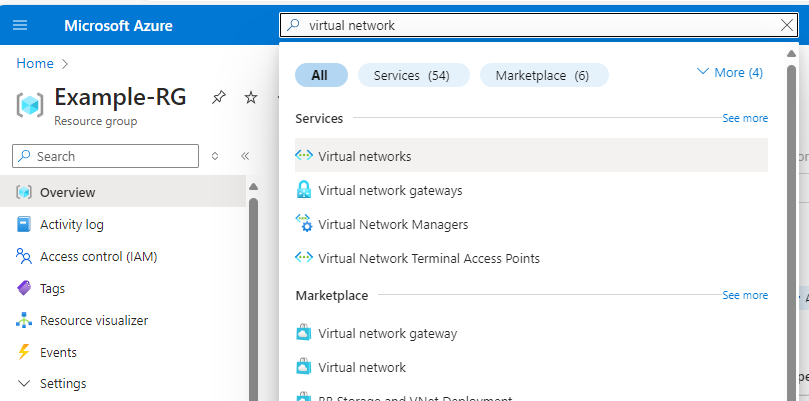 Microsoft Azure
virtual network
Home
All
Services (54)
Marketplace (6)
More (4)
Example-RG
Resource group
Search
Overview
Activity log
Access control (IAM)
Tags
Resource visualizer
Events
Settings
Services
See more
Virtual networks
Virtual network gateways
Virtual Network Managers
Virtual Network Terminal Access Points
Marketplace
See more
Virtual network gateway
Virtual network